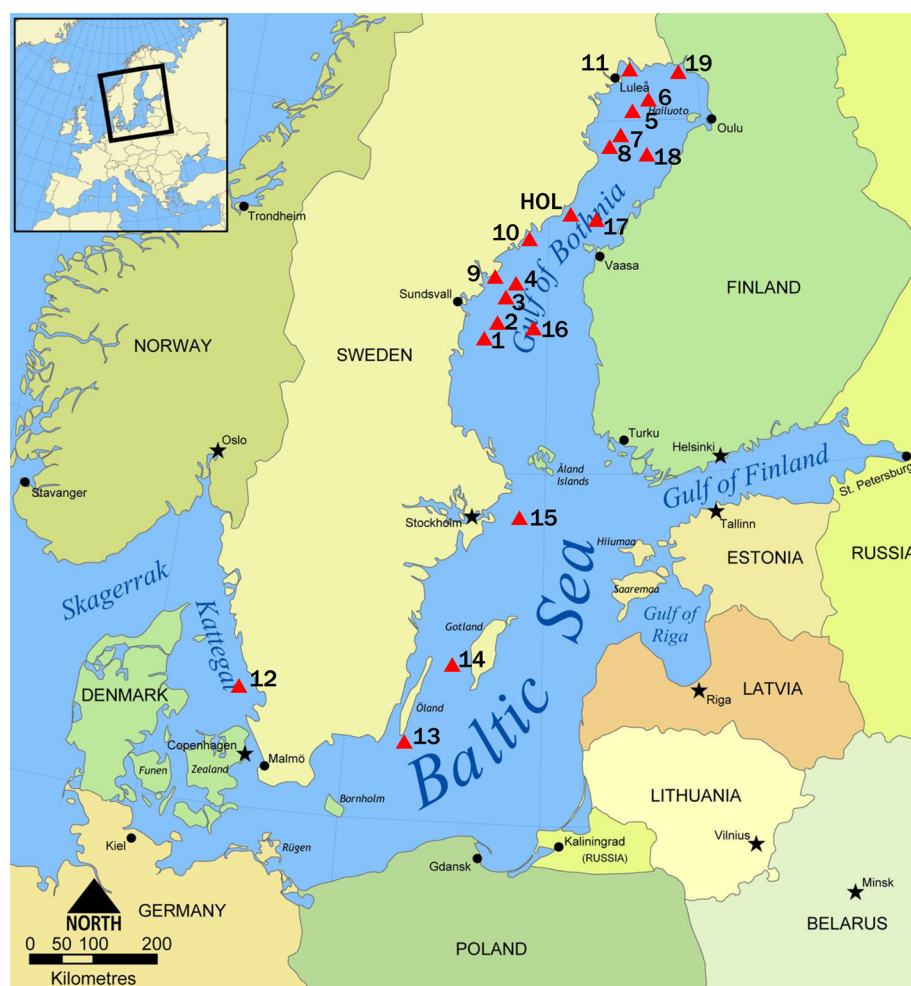 11
19
Luleå
6
Hailuoto
5
Oulu
7
8
18
HOL
17
Trondheim
10
Vaasa
9
4
Gulf of Bothnia
FINLAND
Sundsvall
3
2
16
1
NORWAY
SWEDEN
Turku
Helsinki
Oslo
Åland
Islands
Gulf of Finland
St. Petersburg
Stavanger
Stockholm
15
Tallinn
Hiiumaa
ESTONIA
RUSSIA
Skagerrak
Saaremaa
Kattegat
Gulf of
Riga
Gotland
14
12
LATVIA
DENMARK
Riga
Öland
Baltic Sea
13
Copenhagen
Malmö
Funen
Zealand
LITHUANIA
Bornholm
Vilnius
Kiel
Rügen
Kaliningrad
(RUSSIA)
Gdansk
Minsk
NORTH
GERMANY
BELARUS
0 50 100 200
POLAND
Kilometres